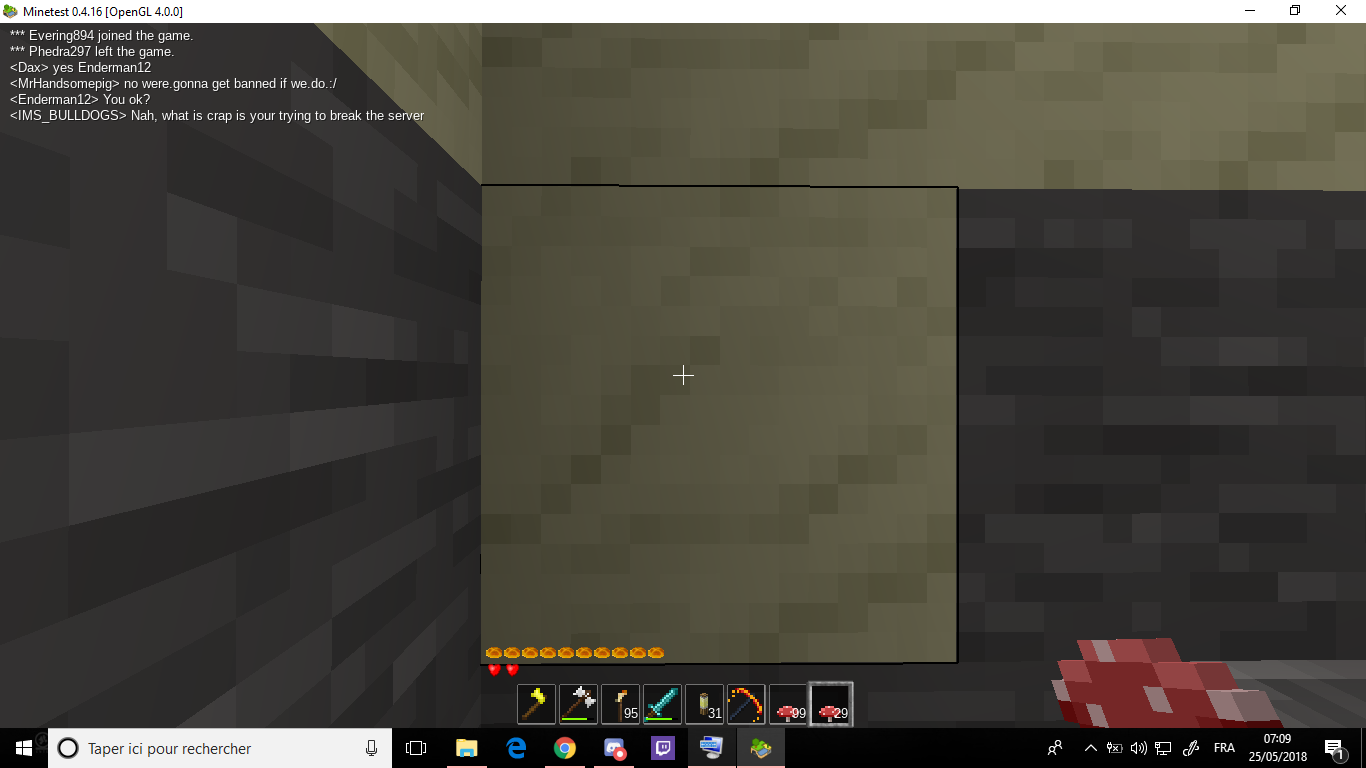 Minetest 0.4.16 [OpenGL 4.0.0]
*** Evering894 joined the game.
*** Phedra297 left the game.
<Dax> yes Enderman12
<MrHandsomepig> no were.gonna get banned if we.do.:/
<Enderman12> You ok?
<IMS_BULLDOGS> Nah, what is crap is your trying to break the server
95
31
99
29
Taper ici pour rechercher
FRA
07:09
25/05/2018
1